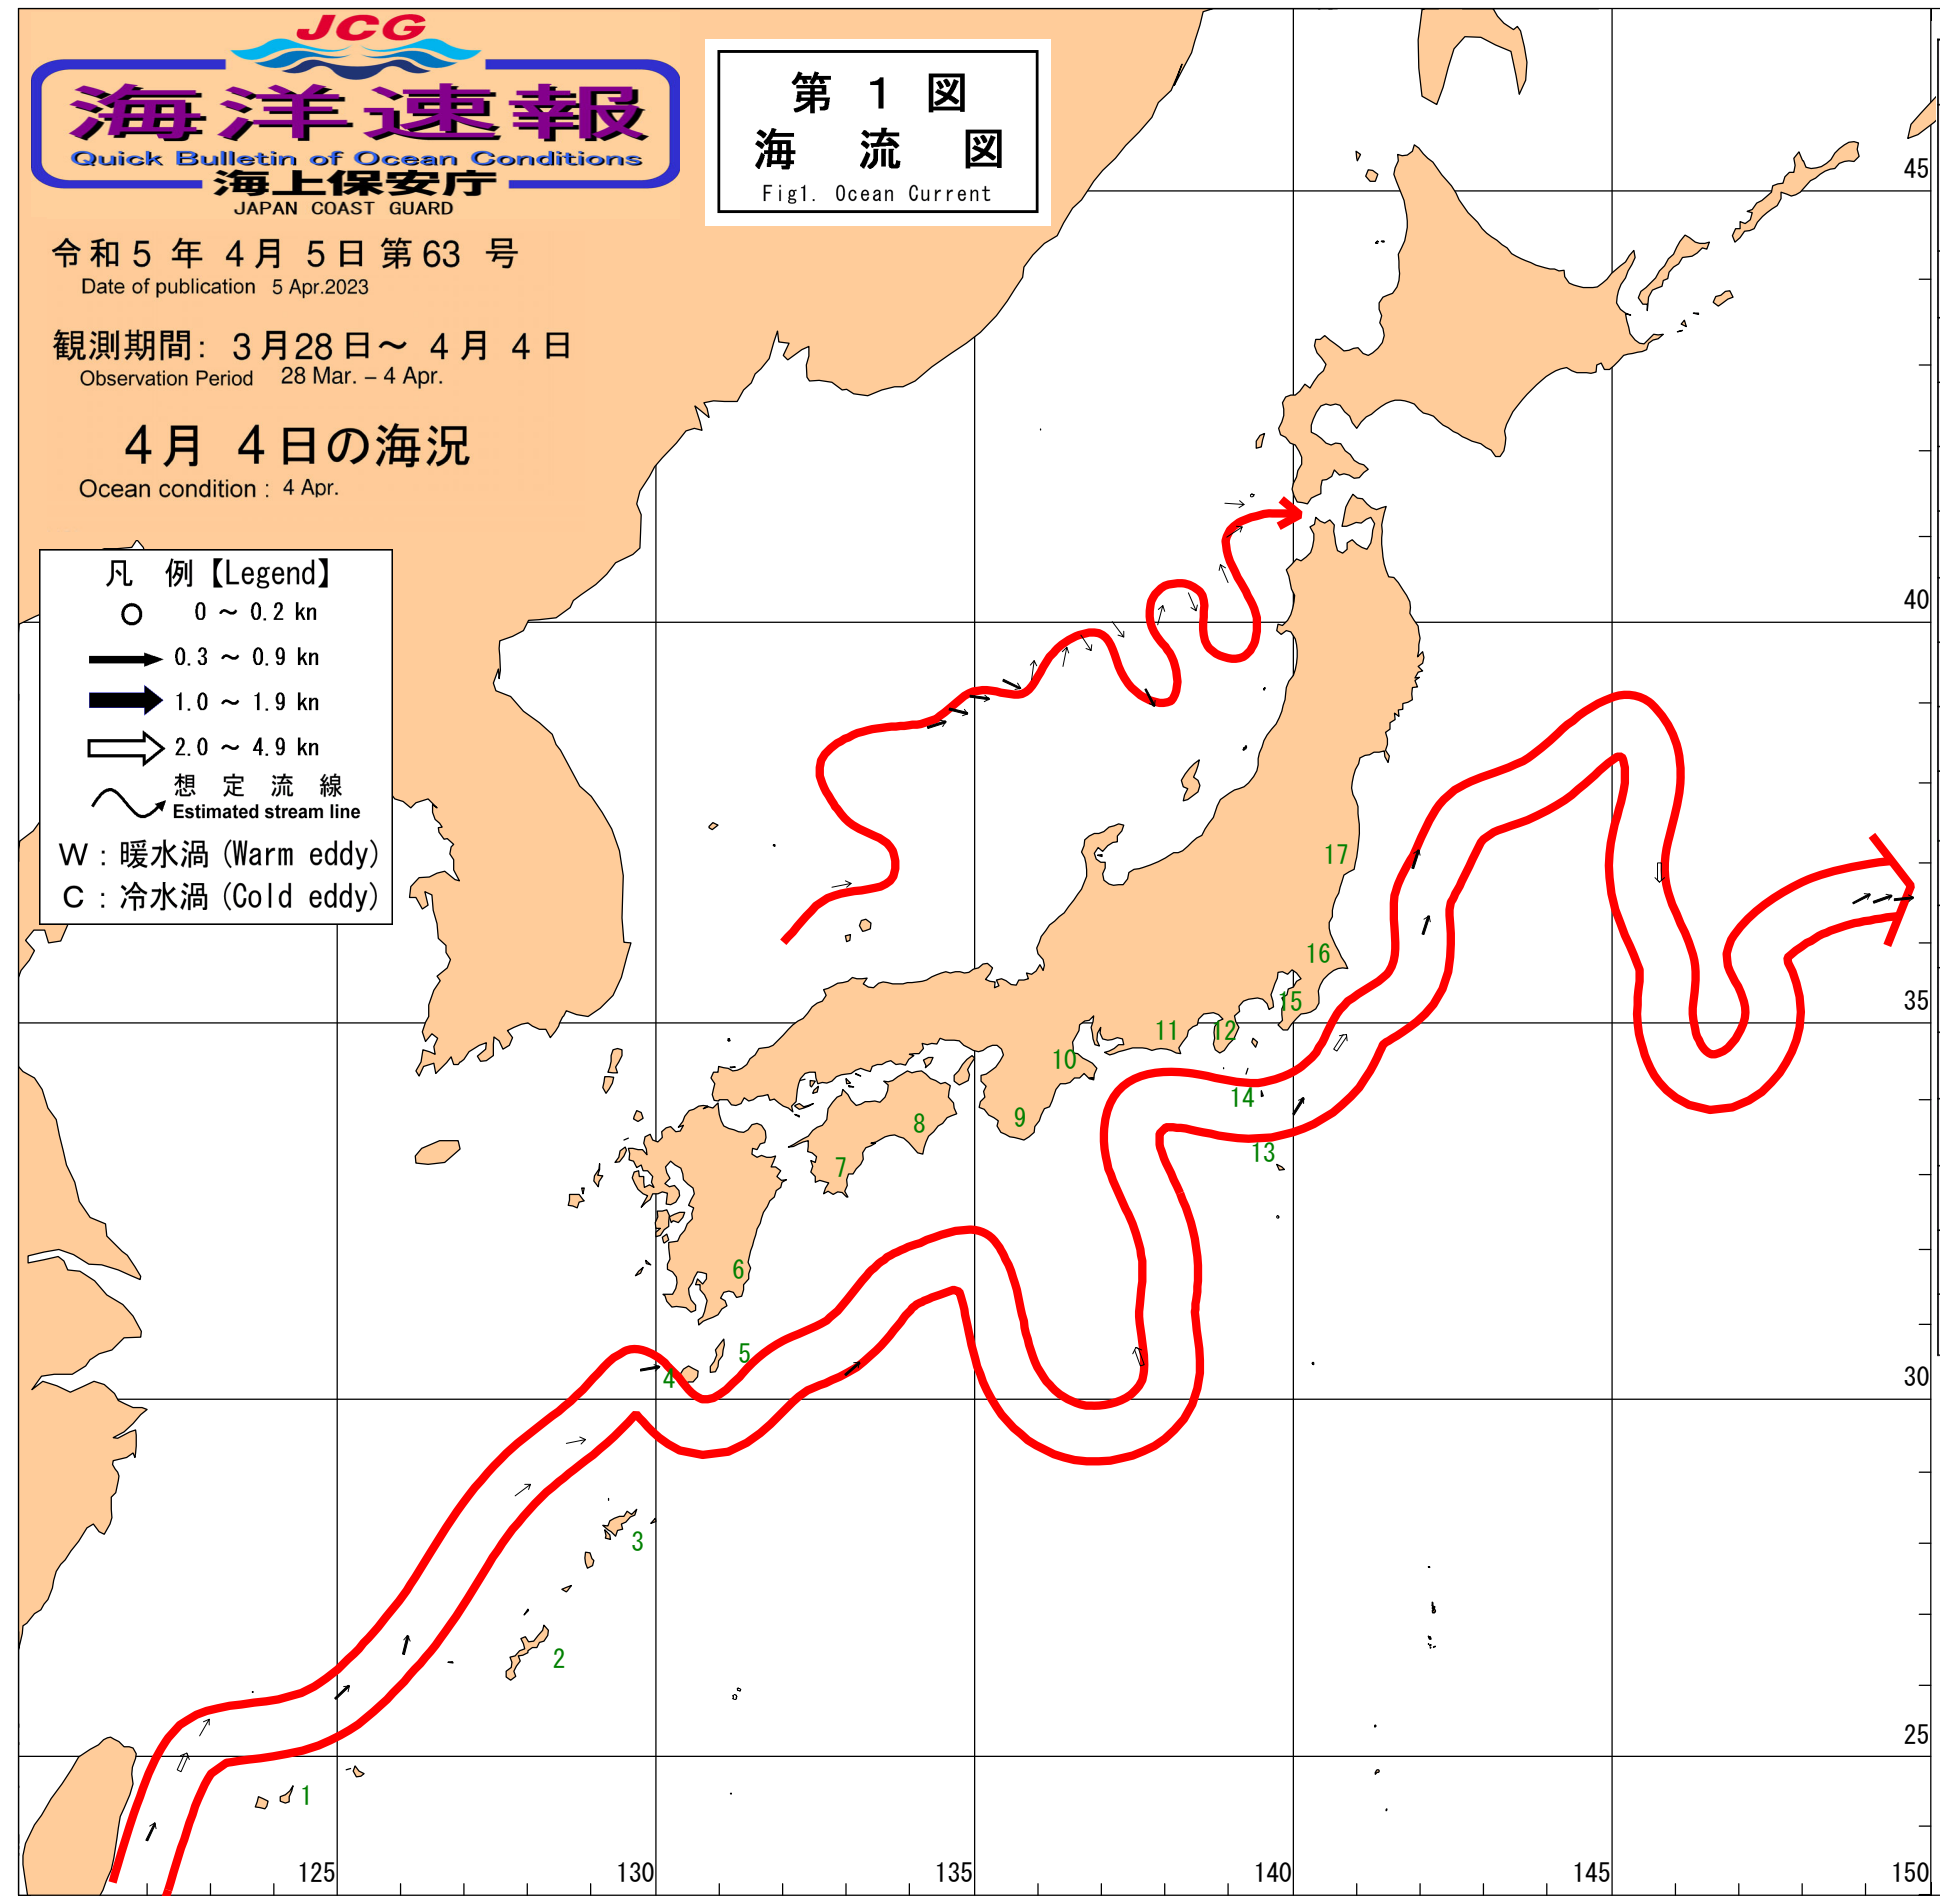 JCG
海洋速報
Quick Bulletin of Ocean Conditions
海上保安庁
JAPAN COAST GUARD
第 1 図
海 流 図
Fig1. Ocean Current
令和 5 年 4月 5日 第 63 号
Date of publication 5 Apr.2023
観測期間: 3月28日～ 4月 4日
Observation Period 28 Mar. – 4 Apr.
4月 4日の海況
Ocean condition : 4 Apr.
凡 例【Legend】
0 ～ 0.2 kn
0.3 ～ 0.9 kn
1.0 ～ 1.9 kn
2.0 ～ 4.9 kn
想 定 流 線
Estimated stream line
W : 暖水渦 (Warm eddy)
C : 冷水渦 (Cold eddy)
45
40
17
16
35
15
11
12
10
14
9
8
13
7
6
5
4
30
3
2
25
1
125
130
135
140
145
150